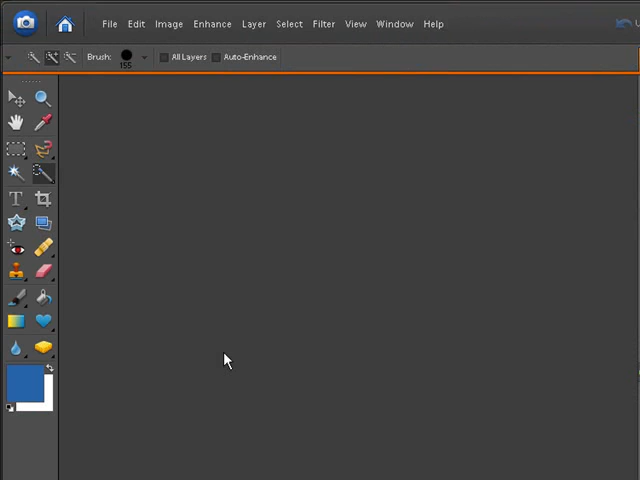 File Edit Image Enhance Layer Select Filter View Window Help
Brush: 155 All Layers Auto-Enhance
T